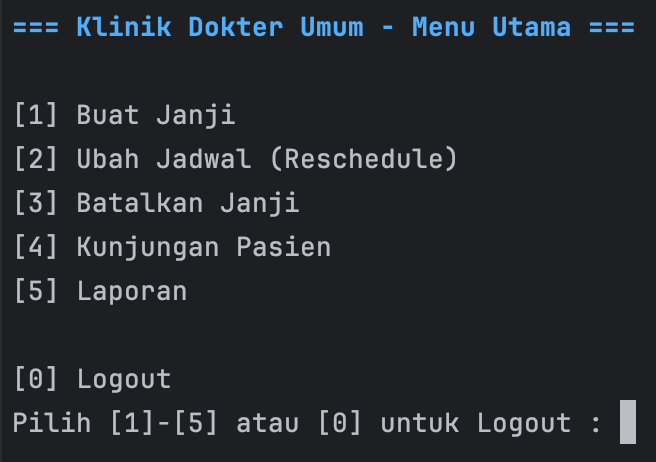 === Klinik Dokter Umum - Menu Utama ===
[1] Buat Janji
[2] Ubah Jadwal (Reschedule)
[3] Batalkan Janji
[4] Kunjungan Pasien
[5] Laporan
[0] Logout
Pilih [1]-[5] atau [0] untuk Logout :